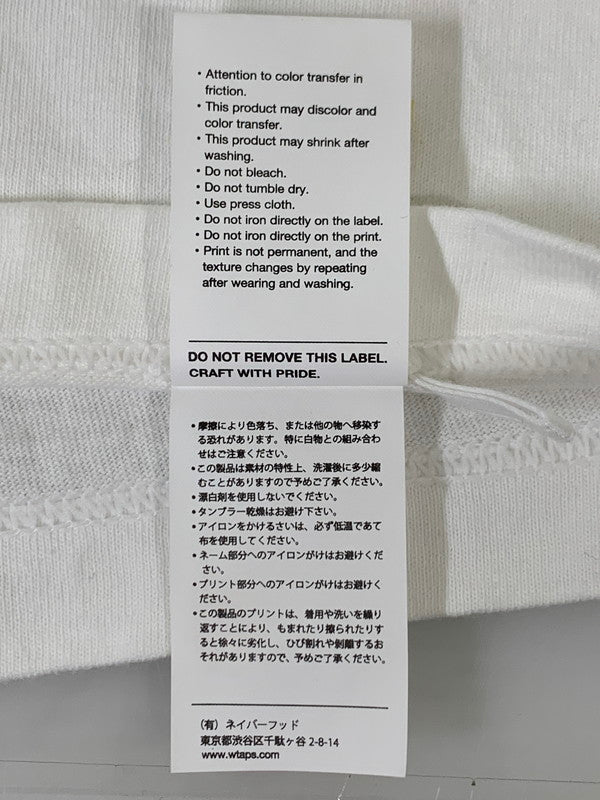 • Attention to color transfer in
friction.
• This product may discolor and
color transfer.
• This product may shrink after
washing.
• Do not bleach.
• Do not tumble dry.
• Use press cloth.
• Do not iron directly on the label.
• Do not iron directly on the print.
• Print is not permanent, and the
texture changes by repeating
after wearing and washing.
DO NOT REMOVE THIS LABEL.
CRAFT WITH PRIDE.
• 摩擦により色落ち、または他の物へ移染す
る恐れがあります。特に白物との組み合わ
せはご注意ください。
• この製品は素材の特性上、洗濯後に多少縮
むことがありますので予めご了承ください。
• 漂白剤を使用しないでください。
• タンブラー乾燥はお避け下さい。
• アイロンをかけるさいは、必ず低温であて
布を使用してください。
• ネーム部分へのアイロンがけはお避けくだ
さい。
• プリント部分へのアイロンがけはお避けく
ださい。
• この製品のプリントは、着用や洗いを繰り
返すことにより、もまれたり擦られたりす
ると徐々に劣化し、ひび割れや剥離するお
それがありますので、予めご了承ください。
(有) ネイバーフッド
東京都渋谷区千駄ヶ谷 2-8-14
www.wtaps.com